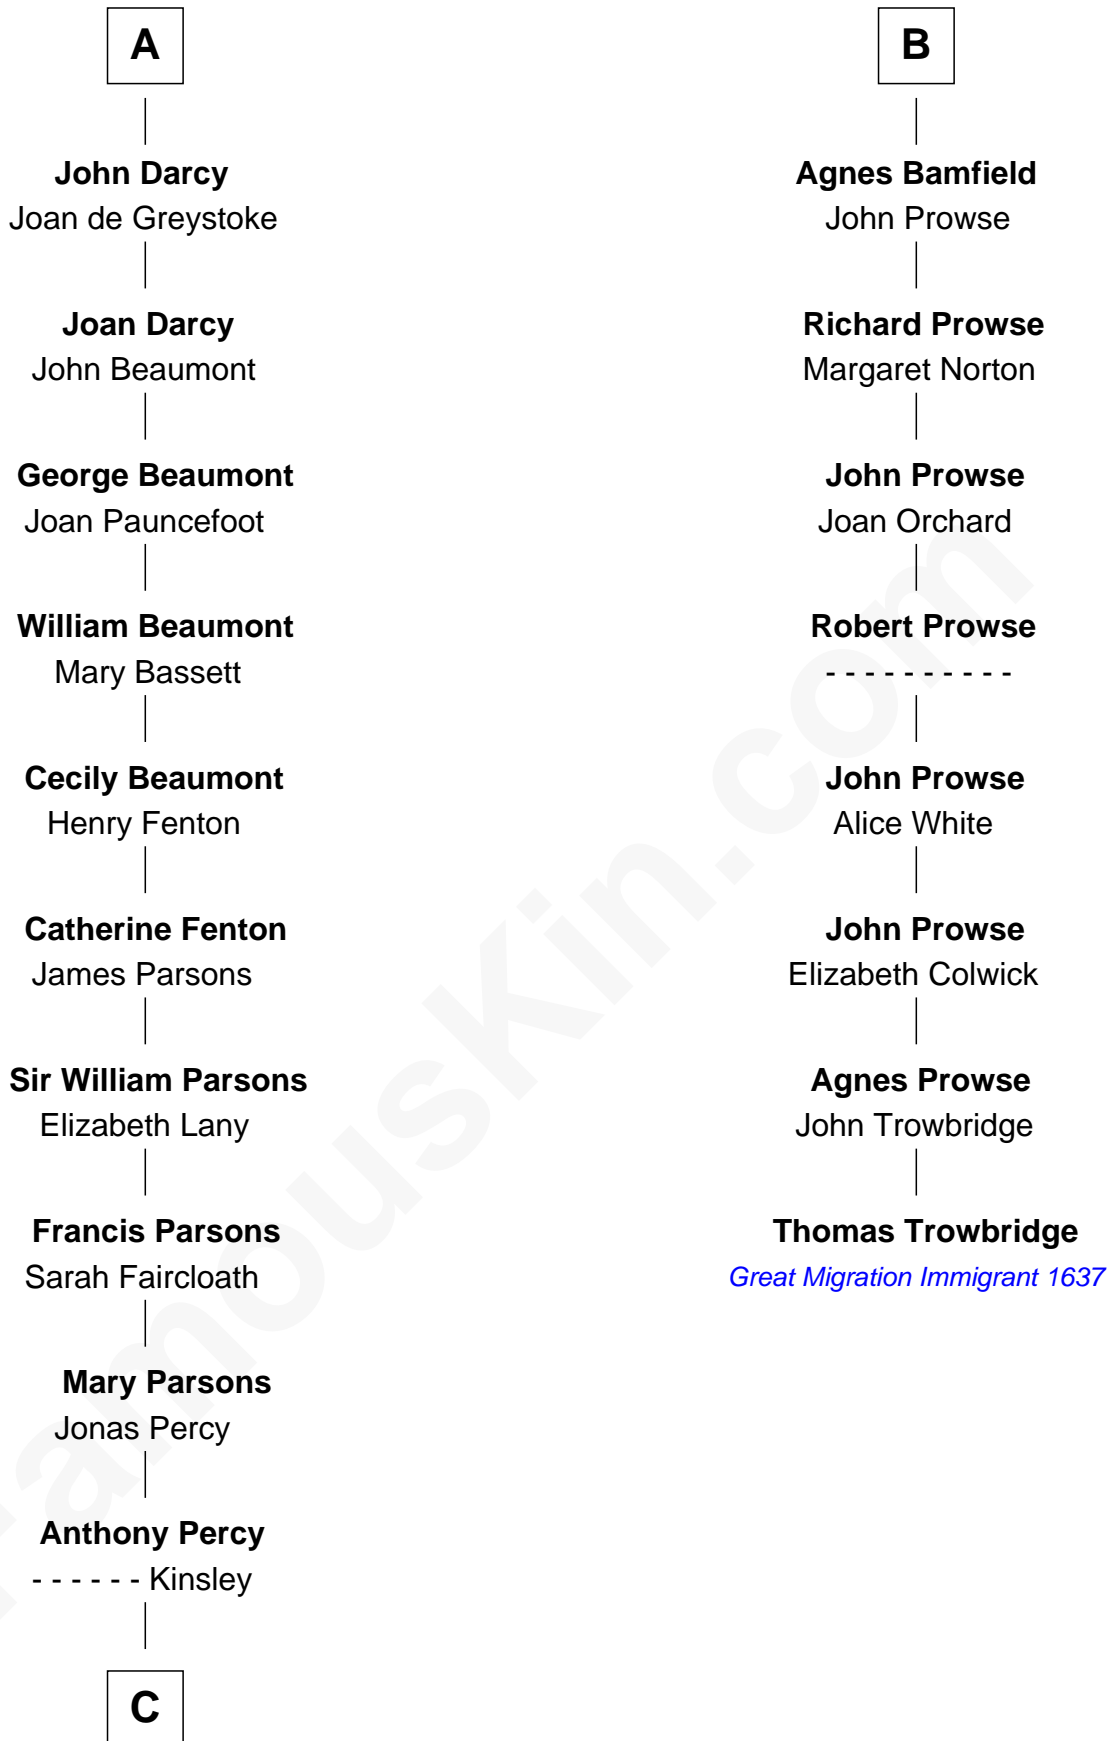 A
John Darcy
Joan de Greystoke
Joan Darcy
John Beaumont
George Beaumont
Joan Pauncefoot
William Beaumont
Mary Bassett
Cecily Beaumont
Henry Fenton
Catherine Fenton
James Parsons
Sir William Parsons
Elizabeth Lany
Francis Parsons
Sarah Faircloath
Mary Parsons
Jonas Percy
Anthony Percy
- - - - - - Kinsley
C
B
Agnes Bamfield
John Prowse
Richard Prowse
Margaret Norton
John Prowse
Joan Orchard
Robert Prowse
- - - - - - - - - -
John Prowse
Alice White
John Prowse
Elizabeth Colwick
Agnes Prowse
John Trowbridge
Thomas Trowbridge
Great Migration Immigrant 1637
FamousKin.com